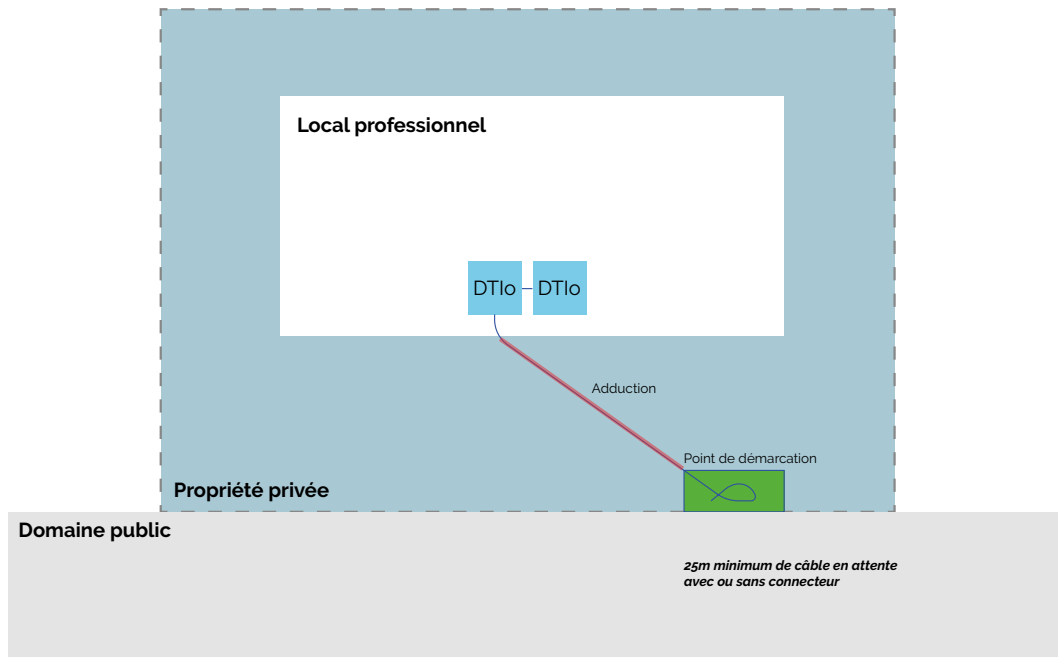 Local professionnel
DTIo DTIo
Adduction
Point de démarcation
Propriété privée
Domaine public
25m minimum de câble en attente
avec ou sans connecteur